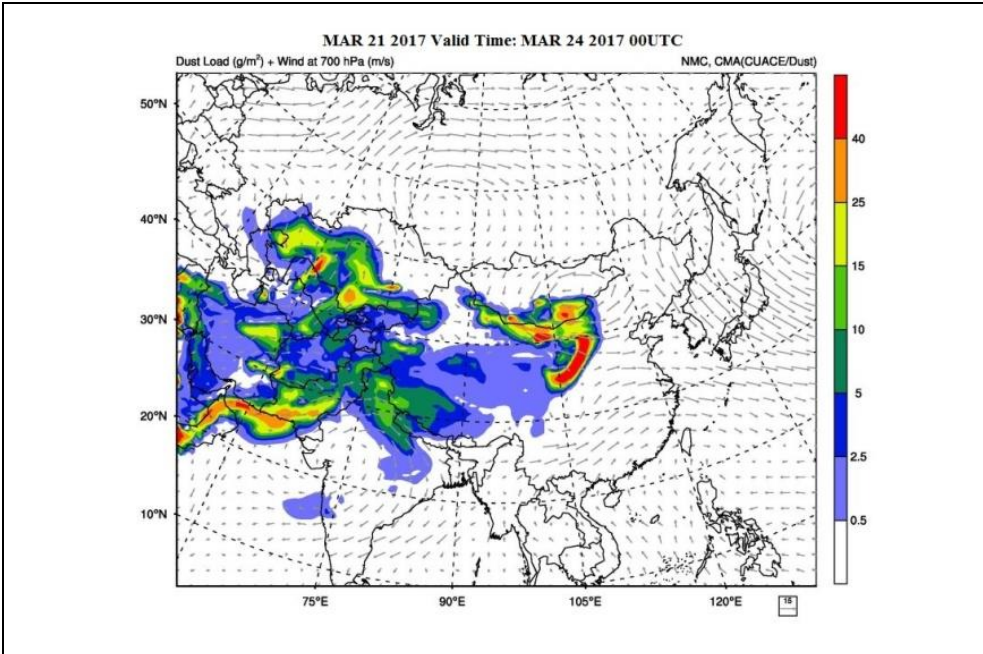 MAR 21 2017 Valid Time: MAR 24 2017 00UTC
Dust Load (g/m²) + Wind at 700 hPa (m/s) NMC, CMA(CUACE/Dust)
50°N
40°N
30°N
20°N
10°N
75°E 90°E 105°E 120°E
40
25
15
10
5
2.5
0.5
15